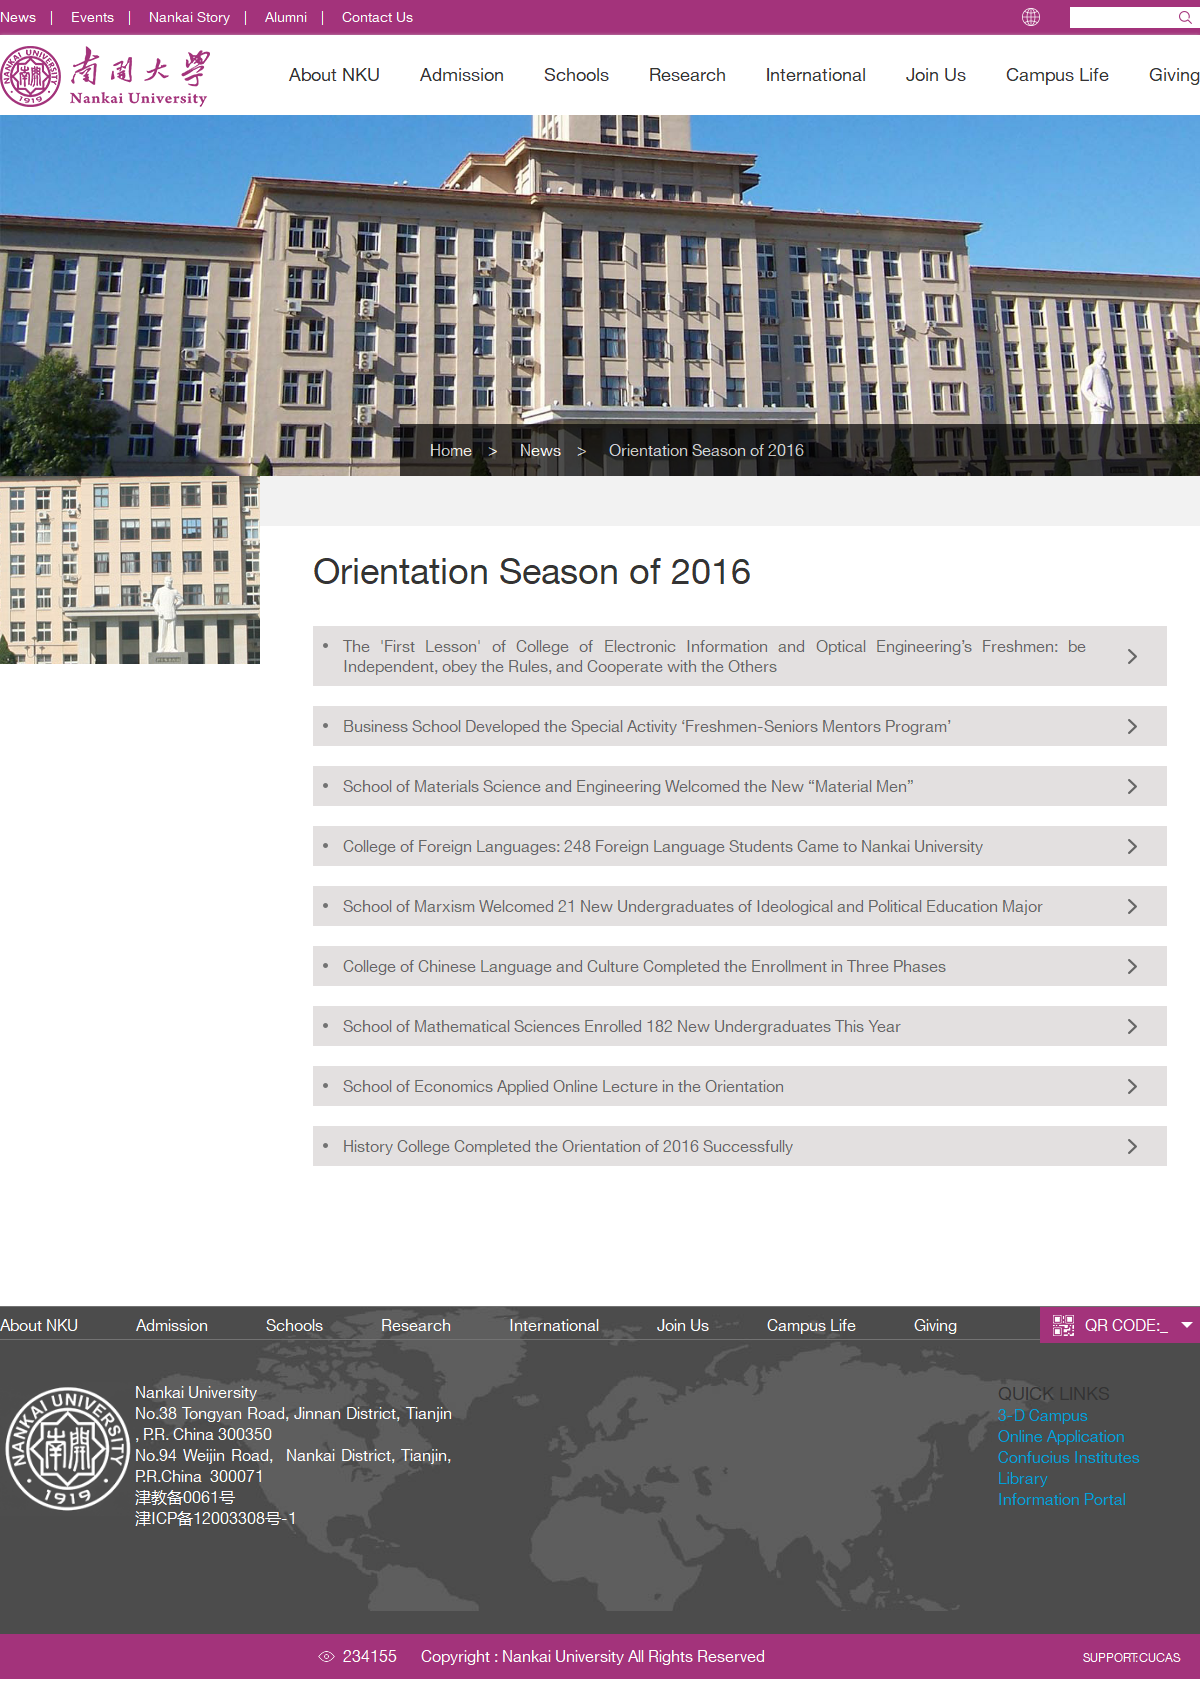 News | Events | Nankai Story | Alumni | Contact Us
NANKAI UNIVERSITY
南開
1919
南開大學
Nankai University
About NKU Admission Schools Research International Join Us Campus Life Giving
Home > News > Orientation Season of 2016
Orientation Season of 2016
• The 'First Lesson' of College of Electronic Information and Optical Engineering’s Freshmen: be
Independent, obey the Rules, and Cooperate with the Others
• Business School Developed the Special Activity ‘Freshmen-Seniors Mentors Program’
• School of Materials Science and Engineering Welcomed the New “Material Men”
• College of Foreign Languages: 248 Foreign Language Students Came to Nankai University
• School of Marxism Welcomed 21 New Undergraduates of Ideological and Political Education Major
• College of Chinese Language and Culture Completed the Enrollment in Three Phases
• School of Mathematical Sciences Enrolled 182 New Undergraduates This Year
• School of Economics Applied Online Lecture in the Orientation
• History College Completed the Orientation of 2016 Successfully
About NKU Admission Schools Research International Join Us Campus Life Giving
QR CODE:_
NANKAI UNIVERSITY
南開
1919
Nankai University
No.38 Tongyan Road, Jinnan District, Tianjin
, P.R. China 300350
No.94 Weijin Road, Nankai District, Tianjin,
P.R.China 300071
津教备0061号
津ICP备12003308号-1
QUICK LINKS
3-D Campus
Online Application
Confucius Institutes
Library
Information Portal
234155 Copyright : Nankai University All Rights Reserved
SUPPORT:CUCAS